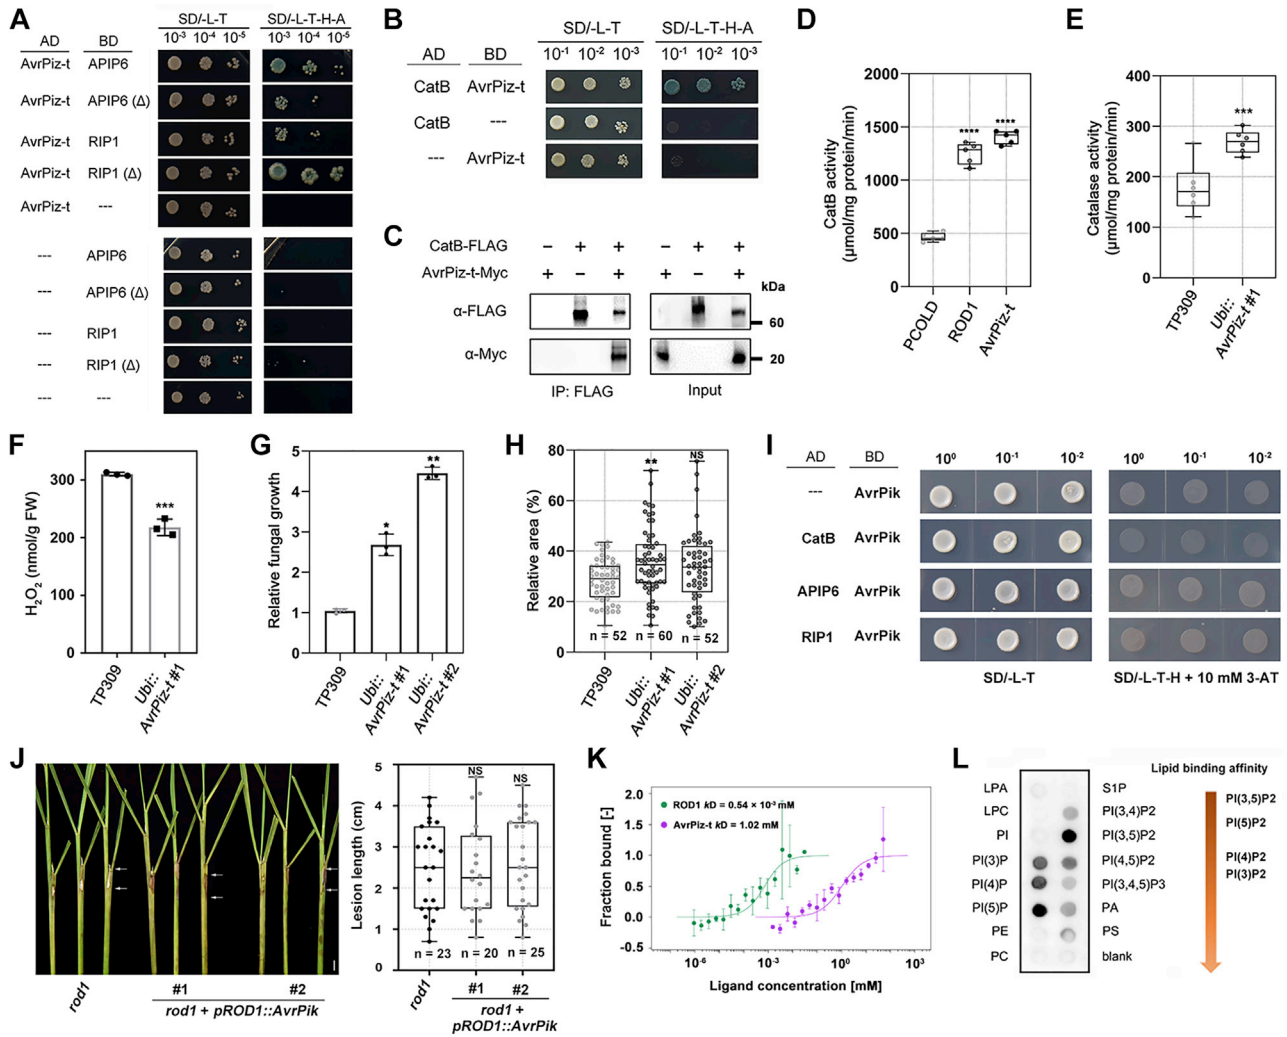 A
SD/-L-T SD/-L-T-H-A
AD BD 10⁻³ 10⁻⁴ 10⁻⁵ 10⁻³ 10⁻⁴ 10⁻⁵
AvrPiz-t APIP6
AvrPiz-t APIP6 (Δ)
AvrPiz-t RIP1
AvrPiz-t RIP1 (Δ)
AvrPiz-t ---
--- APIP6
--- APIP6 (Δ)
--- RIP1
--- RIP1 (Δ)
--- ---
B
SD/-L-T SD/-L-T-H-A
AD BD 10⁻¹ 10⁻² 10⁻³ 10⁻¹ 10⁻² 10⁻³
CatB AvrPiz-t
CatB ---
--- AvrPiz-t
C
CatB-FLAG – + + – + +
AvrPiz-t-Myc + – + + – +
kDa
α-FLAG
60
α-Myc
20
IP: FLAG Input
D
CatB activity
(μmol/mg protein/min)
2000
1500
1000
500
0
**** ****
PCOLD
ROD1
AvrPiz-t
E
Catalase activity
(μmol/mg protein/min)
400
300
200
100
0
***
TP309
Ubi::
AvrPiz-t #1
F
H₂O₂ (nmol/g FW)
300
200
100
0
***
TP309
Ubi::
AvrPiz-t #1
G
Relative fungal growth
5
4
3
2
1
0
* **
TP309
Ubi::
AvrPiz-t #1
Ubi::
AvrPiz-t #2
H
Relative area (%)
80
60
40
20
0
** NS
n = 52 n = 60 n = 52
TP309
Ubi::
AvrPiz-t #1
Ubi::
AvrPiz-t #2
I
AD BD 10⁰ 10⁻¹ 10⁻² 10⁰ 10⁻¹ 10⁻²
--- AvrPik
CatB AvrPik
APIP6 AvrPik
RIP1 AvrPik
SD/-L-T SD/-L-T-H + 10 mM 3-AT
J
rod1 #1 #2
rod1 + pROD1::AvrPik
Lesion length (cm)
5
4
3
2
1
0
NS NS
n = 23 n = 20 n = 25
rod1 #1 #2
rod1 +
pROD1::AvrPik
K
Fraction bound [-]
2.0
1.5
1.0
0.5
0.0
-0.5
ROD1 kD = 0.54 × 10⁻³ mM
AvrPiz-t kD = 1.02 mM
10⁻⁶ 10⁻³ 10⁰ 10³
Ligand concentration [mM]
L
Lipid binding affinity
LPA S1P
LPC PI(3,4)P2
PI PI(3,5)P2
PI(3)P PI(4,5)P2
PI(4)P PI(3,4,5)P3
PI(5)P PA
PE PS
PC blank
PI(3,5)P2
PI(5)P2
PI(4)P2
PI(3)P2